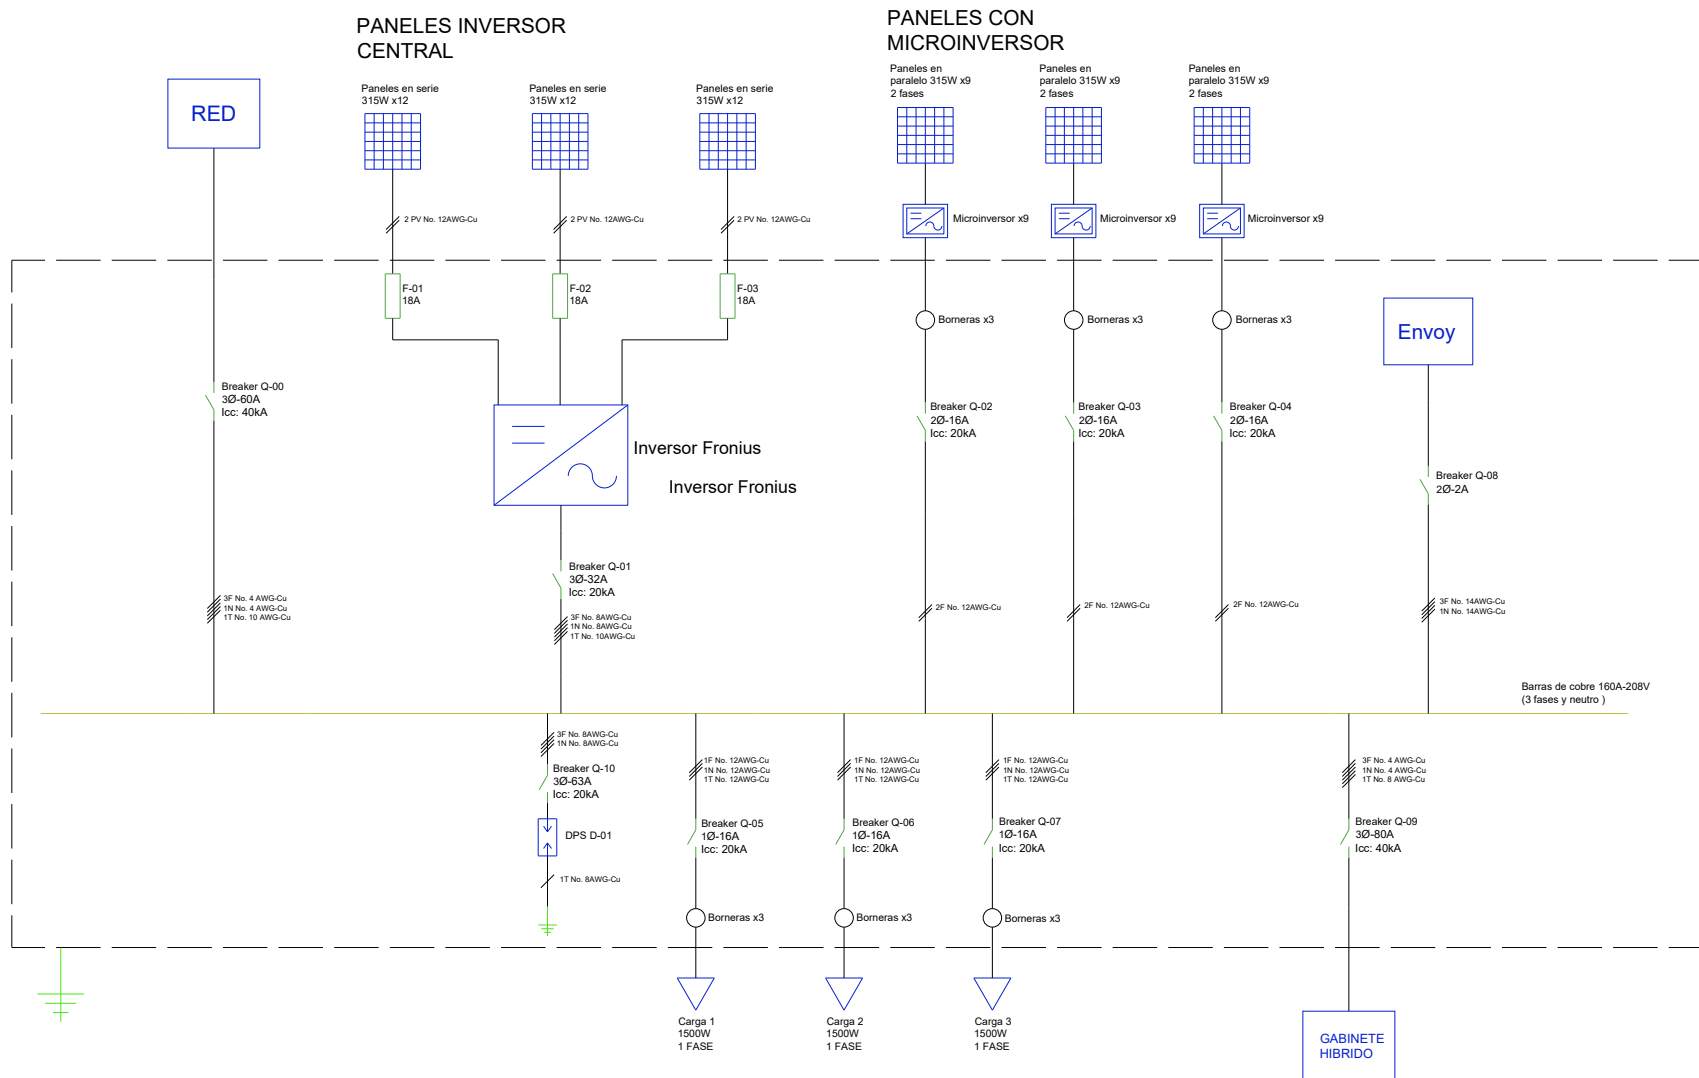 PANELES INVERSOR
CENTRAL
PANELES CON
MICROINVERSOR
RED
Paneles en serie
315W x12
Paneles en serie
315W x12
Paneles en serie
315W x12
Paneles en
paralelo 315W x9
2 fases
Paneles en
paralelo 315W x9
2 fases
Paneles en
paralelo 315W x9
2 fases
2 PV No. 12AWG-Cu
2 PV No. 12AWG-Cu
2 PV No. 12AWG-Cu
Microinversor x9
Microinversor x9
Microinversor x9
F-01
18A
F-02
18A
F-03
18A
Borneras x3
Borneras x3
Borneras x3
Envoy
Breaker Q-00
3Ø-60A
Icc: 40kA
Breaker Q-02
2Ø-16A
Icc: 20kA
Breaker Q-03
2Ø-16A
Icc: 20kA
Breaker Q-04
2Ø-16A
Icc: 20kA
Inversor Fronius
Inversor Fronius
Breaker Q-08
2Ø-2A
Breaker Q-01
3Ø-32A
Icc: 20kA
3F No. 4 AWG-Cu
1N No. 4 AWG-Cu
1T No. 10 AWG-Cu
3F No. 8AWG-Cu
1N No. 8AWG-Cu
1T No. 10AWG-Cu
2F No. 12AWG-Cu
2F No. 12AWG-Cu
2F No. 12AWG-Cu
3F No. 14AWG-Cu
1N No. 14AWG-Cu
Barras de cobre 160A-208V
(3 fases y neutro )
3F No. 8AWG-Cu
1N No. 8AWG-Cu
Breaker Q-10
3Ø-63A
Icc: 20kA
DPS D-01
1T No. 8AWG-Cu
1F No. 12AWG-Cu
1N No. 12AWG-Cu
1T No. 12AWG-Cu
1F No. 12AWG-Cu
1N No. 12AWG-Cu
1T No. 12AWG-Cu
1F No. 12AWG-Cu
1N No. 12AWG-Cu
1T No. 12AWG-Cu
3F No. 4 AWG-Cu
1N No. 4 AWG-Cu
1T No. 8 AWG-Cu
Breaker Q-05
1Ø-16A
Icc: 20kA
Breaker Q-06
1Ø-16A
Icc: 20kA
Breaker Q-07
1Ø-16A
Icc: 20kA
Breaker Q-09
3Ø-80A
Icc: 40kA
Borneras x3
Borneras x3
Borneras x3
Carga 1
1500W
1 FASE
Carga 2
1500W
1 FASE
Carga 3
1500W
1 FASE
GABINETE
HIBRIDO